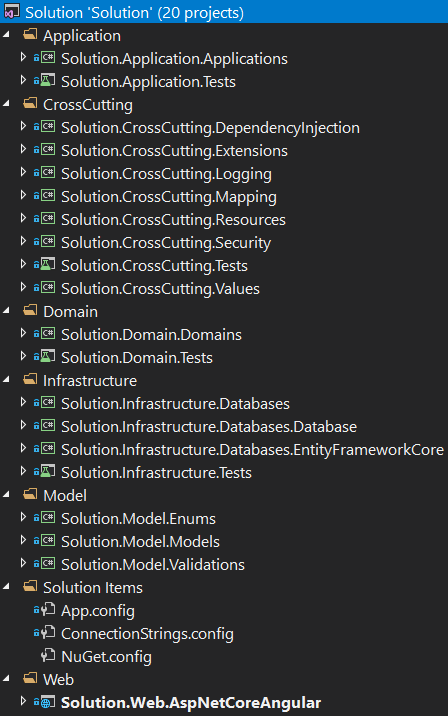 Solution 'Solution' (20 projects)
Application
C# Solution.Application.Applications
Solution.Application.Tests
CrossCutting
C# Solution.CrossCutting.DependencyInjection
C# Solution.CrossCutting.Extensions
C# Solution.CrossCutting.Logging
C# Solution.CrossCutting.Mapping
C# Solution.CrossCutting.Resources
C# Solution.CrossCutting.Security
Solution.CrossCutting.Tests
C# Solution.CrossCutting.Values
Domain
C# Solution.Domain.Domains
Solution.Domain.Tests
Infrastructure
C# Solution.Infrastructure.Databases
C# Solution.Infrastructure.Databases.Database
C# Solution.Infrastructure.Databases.EntityFrameworkCore
Solution.Infrastructure.Tests
Model
C# Solution.Model.Enums
C# Solution.Model.Models
C# Solution.Model.Validations
Solution Items
App.config
ConnectionStrings.config
NuGet.config
Web
Solution.Web.AspNetCoreAngular